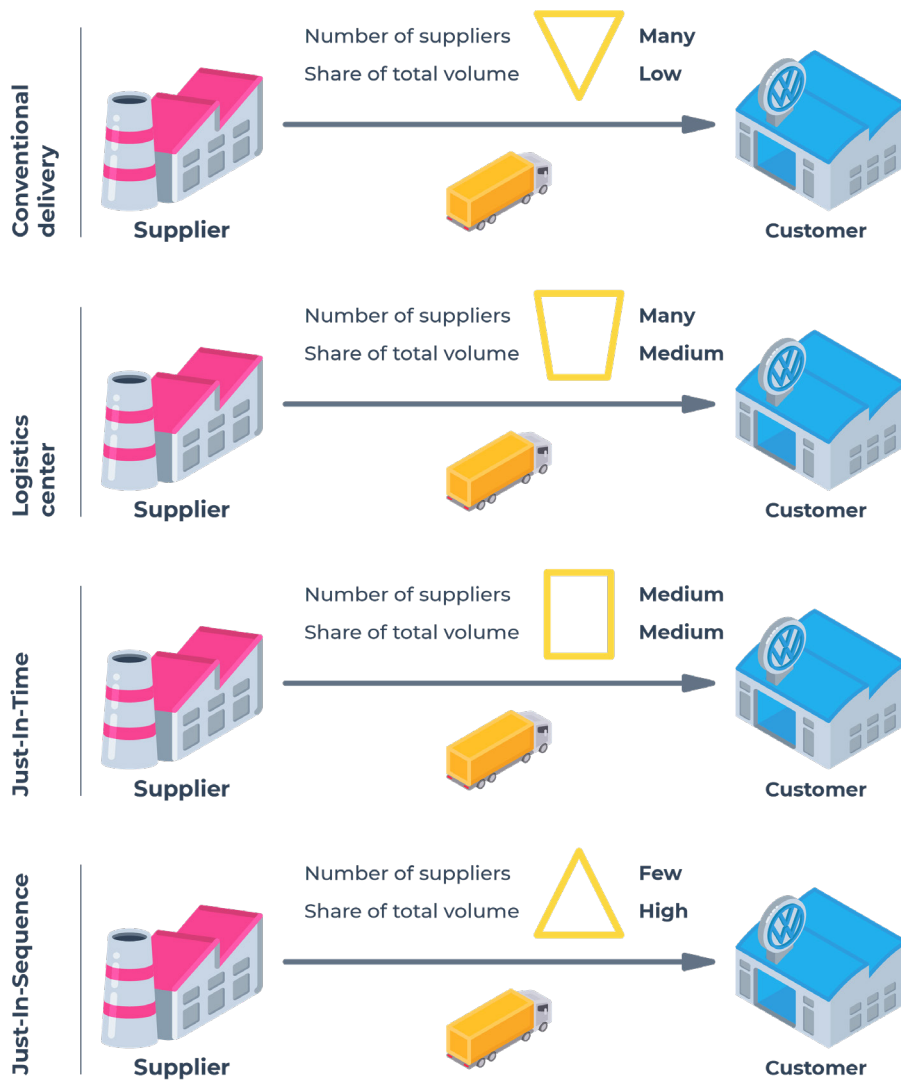 Conventional
delivery
Number of suppliers Many
Share of total volume Low
Supplier
Customer
Logistics
center
Number of suppliers Many
Share of total volume Medium
Supplier
Customer
Just-In-Time
Number of suppliers Medium
Share of total volume Medium
Supplier
Customer
Just-In-Sequence
Number of suppliers Few
Share of total volume High
Supplier
Customer